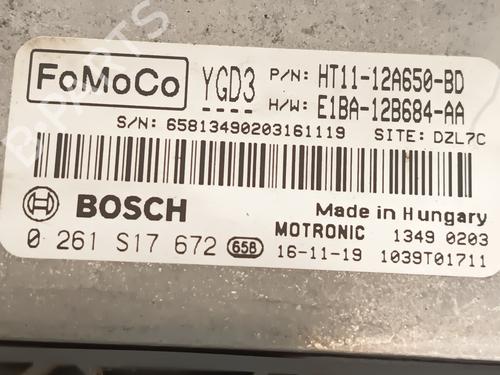 FoMoCo
YGD3
P/N: HT11-12A650-BD
H/W: E1BA-12B684-AA
S/N: 65813490203161119 SITE: DZL7C
BOSCH
Made in Hungary
MOTRONIC 1349 0203
0 261 S17 672 658 16-11-19 1039T01711